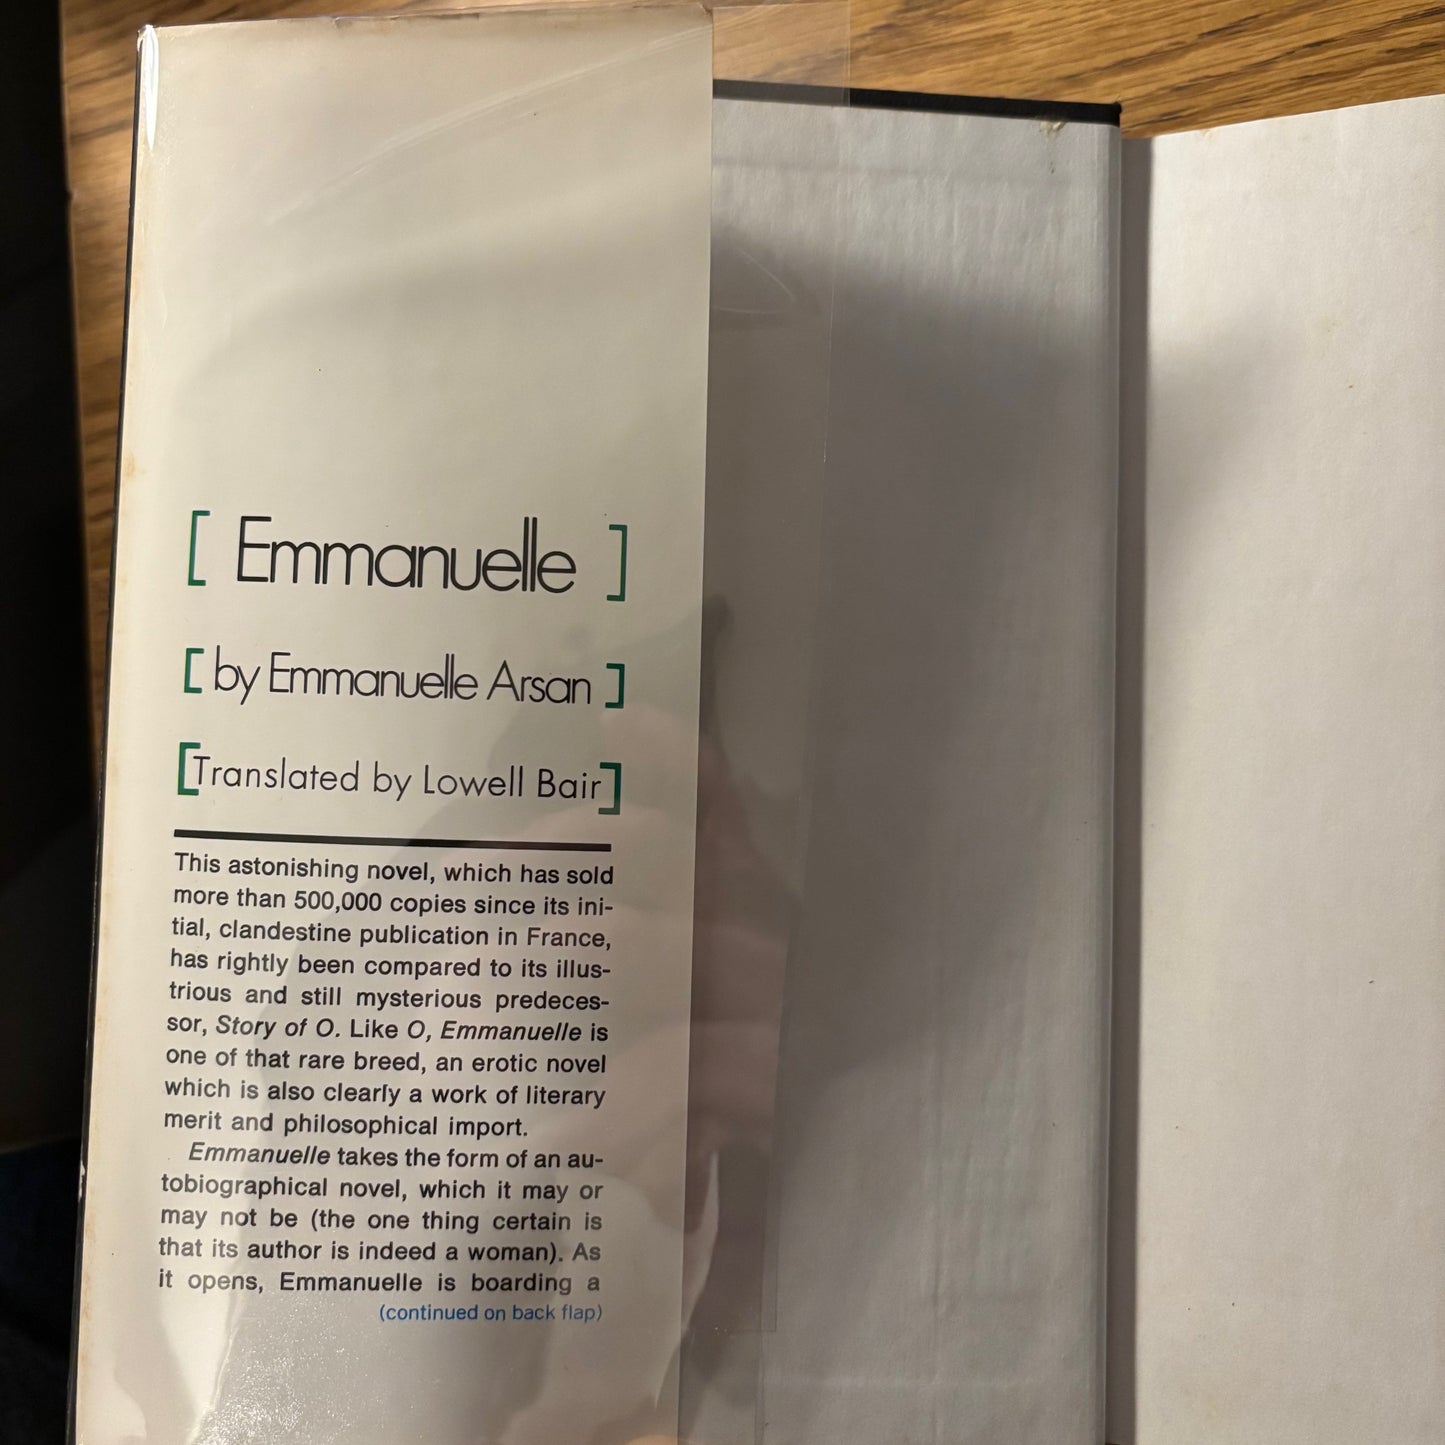 [ Emmanuelle ]
[ by Emmanuelle Arsan ]
[Translated by Lowell Bair]
This astonishing novel, which has sold
more than 500,000 copies since its ini-
tial, clandestine publication in France,
has rightly been compared to its illus-
trious and still mysterious predeces-
sor, Story of O. Like O, Emmanuelle is
one of that rare breed, an erotic novel
which is also clearly a work of literary
merit and philosophical import.
Emmanuelle takes the form of an au-
tobiographical novel, which it may or
may not be (the one thing certain is
that its author is indeed a woman). As
it opens, Emmanuelle is boarding a
(continued on back flap)